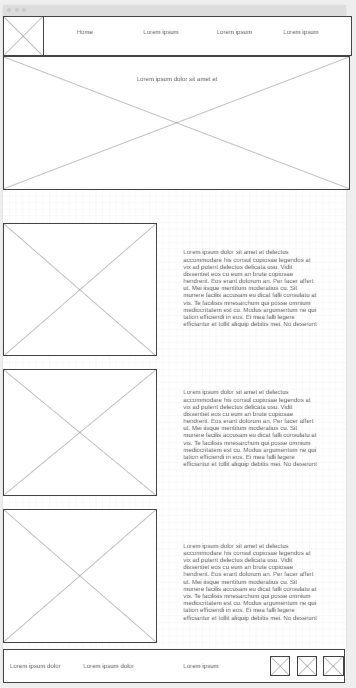 Home Lorem ipsum Lorem ipsum Lorem ipsum
Lorem ipsum dolor sit amet et
Lorem ipsum dolor sit amet et delectus
accommodare his consul copiosae legendos at
vix ad putent delectus delicata usu. Vidit
dissentiet eos cu eum an brute copiosae
hendrerit. Eos erant dolorum an. Per facer affert
ut. Mei iisque mentitum moderatius cu. Sit
munere facilis accusam eu dicat falli consulatu at
vis. Te facilisis mnesarchum qui posse omnium
mediocritatem est cu. Modus argumentum ne qui
tation efficiendi in eos. Ei mea falli legere
efficiantur et tollit aliquip debitis mei. No deserunt
Lorem ipsum dolor sit amet et delectus
accommodare his consul copiosae legendos at
vix ad putent delectus delicata usu. Vidit
dissentiet eos cu eum an brute copiosae
hendrerit. Eos erant dolorum an. Per facer affert
ut. Mei iisque mentitum moderatius cu. Sit
munere facilis accusam eu dicat falli consulatu at
vis. Te facilisis mnesarchum qui posse omnium
mediocritatem est cu. Modus argumentum ne qui
tation efficiendi in eos. Ei mea falli legere
efficiantur et tollit aliquip debitis mei. No deserunt
Lorem ipsum dolor sit amet et delectus
accommodare his consul copiosae legendos at
vix ad putent delectus delicata usu. Vidit
dissentiet eos cu eum an brute copiosae
hendrerit. Eos erant dolorum an. Per facer affert
ut. Mei iisque mentitum moderatius cu. Sit
munere facilis accusam eu dicat falli consulatu at
vis. Te facilisis mnesarchum qui posse omnium
mediocritatem est cu. Modus argumentum ne qui
tation efficiendi in eos. Ei mea falli legere
efficiantur et tollit aliquip debitis mei. No deserunt
Lorem ipsum dolor Lorem ipsum dolor Lorem ipsum